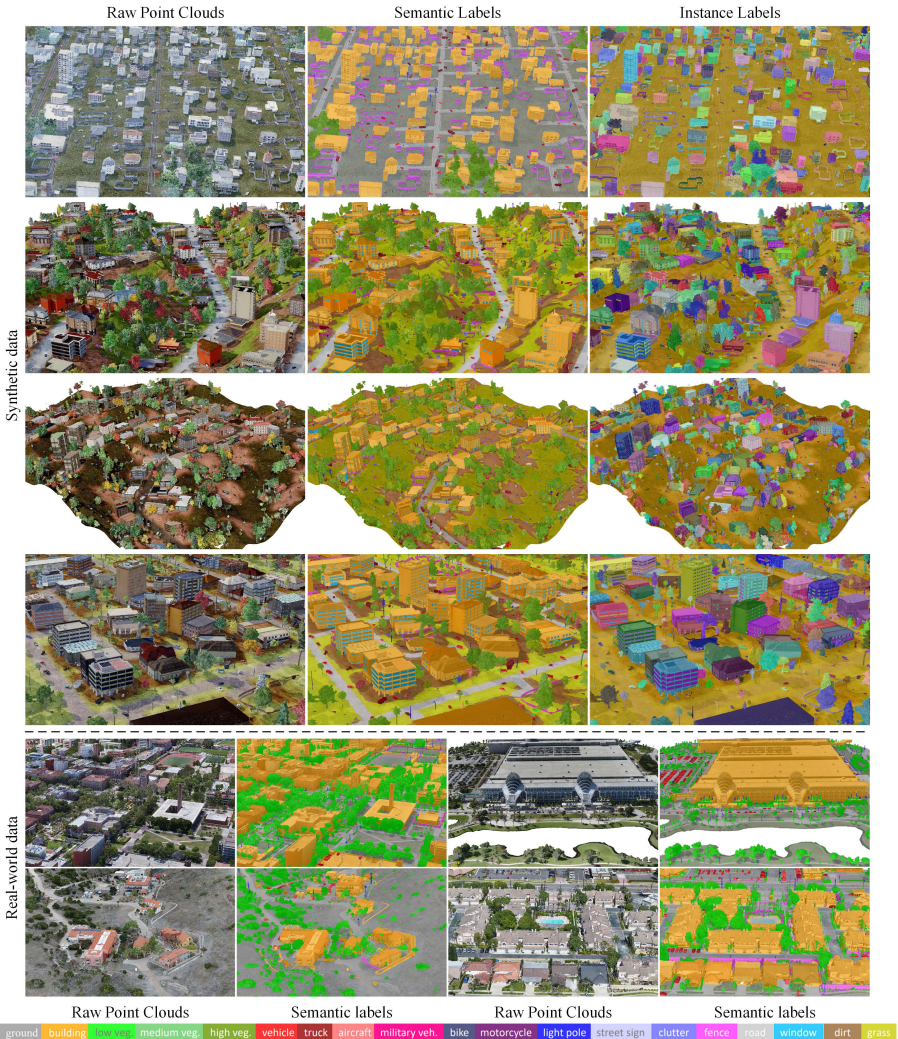 Raw Point Clouds Semantic Labels Instance Labels
Synthetic data
Real-world data
Raw Point Clouds Semantic labels Raw Point Clouds Semantic labels
ground building low veg. medium veg. high veg. vehicle truck aircraft military veh. bike motorcycle light pole street sign clutter fence road window dirt grass